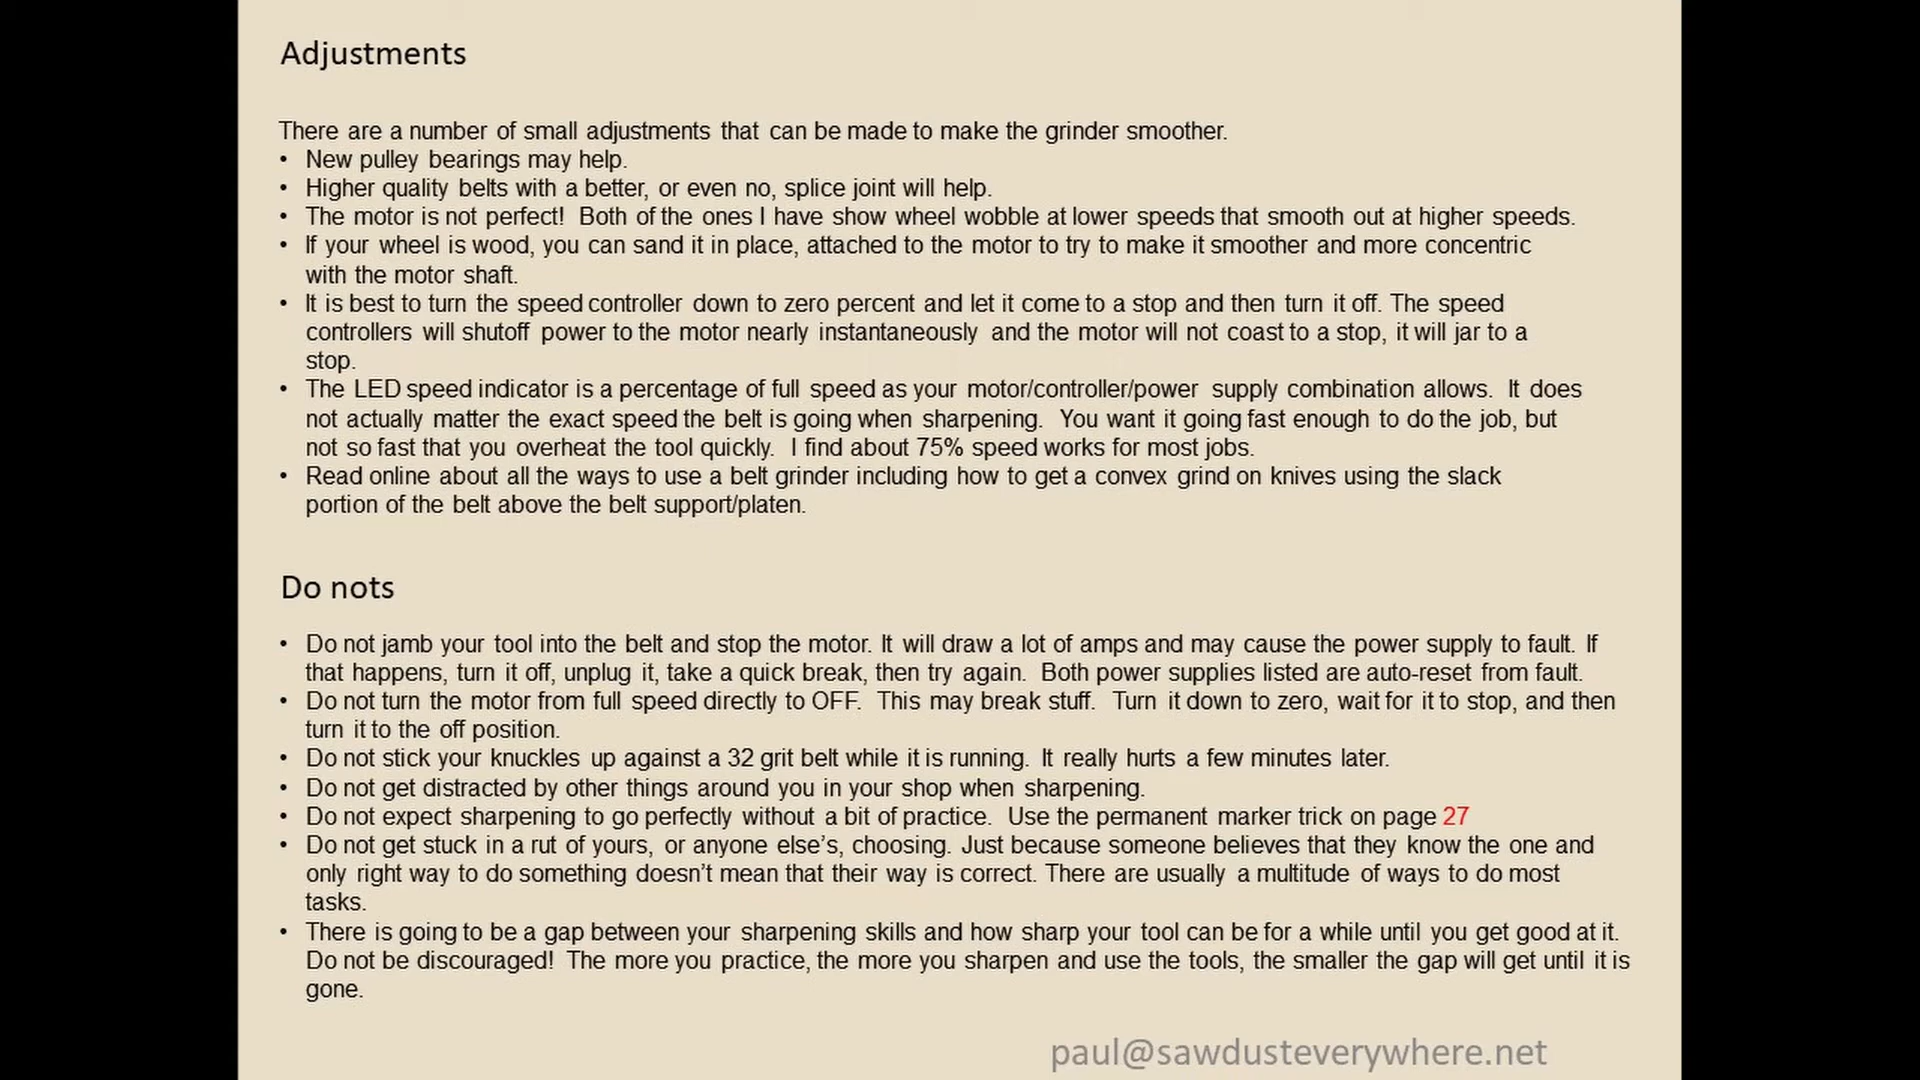 Adjustments
There are a number of small adjustments that can be made to make the grinder smoother.
• New pulley bearings may help.
• Higher quality belts with a better, or even no, splice joint will help.
• The motor is not perfect! Both of the ones I have show wheel wobble at lower speeds that smooth out at higher speeds.
• If your wheel is wood, you can sand it in place, attached to the motor to try to make it smoother and more concentric
with the motor shaft.
• It is best to turn the speed controller down to zero percent and let it come to a stop and then turn it off. The speed
controllers will shutoff power to the motor nearly instantaneously and the motor will not coast to a stop, it will jar to a
stop.
• The LED speed indicator is a percentage of full speed as your motor/controller/power supply combination allows. It does
not actually matter the exact speed the belt is going when sharpening. You want it going fast enough to do the job, but
not so fast that you overheat the tool quickly. I find about 75% speed works for most jobs.
• Read online about all the ways to use a belt grinder including how to get a convex grind on knives using the slack
portion of the belt above the belt support/platen.
Do nots
• Do not jamb your tool into the belt and stop the motor. It will draw a lot of amps and may cause the power supply to fault. If
that happens, turn it off, unplug it, take a quick break, then try again. Both power supplies listed are auto-reset from fault.
• Do not turn the motor from full speed directly to OFF. This may break stuff. Turn it down to zero, wait for it to stop, and then
turn it to the off position.
• Do not stick your knuckles up against a 32 grit belt while it is running. It really hurts a few minutes later.
• Do not get distracted by other things around you in your shop when sharpening.
• Do not expect sharpening to go perfectly without a bit of practice. Use the permanent marker trick on page 27
• Do not get stuck in a rut of yours, or anyone else’s, choosing. Just because someone believes that they know the one and
only right way to do something doesn’t mean that their way is correct. There are usually a multitude of ways to do most
tasks.
• There is going to be a gap between your sharpening skills and how sharp your tool can be for a while until you get good at it.
Do not be discouraged! The more you practice, the more you sharpen and use the tools, the smaller the gap will get until it is
gone.
paul@sawdusteverywhere.net